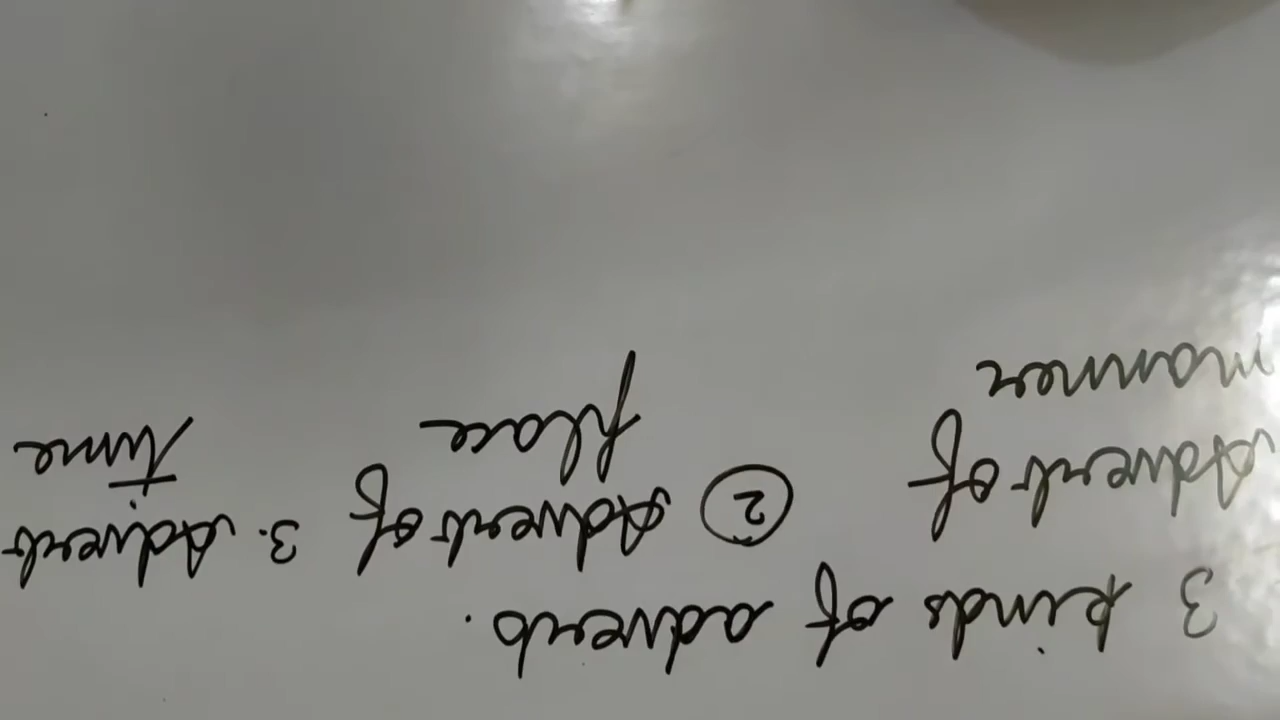 3 kinds of adverb.
Adverb of ② Adverb of 3. Adverb
manner place time